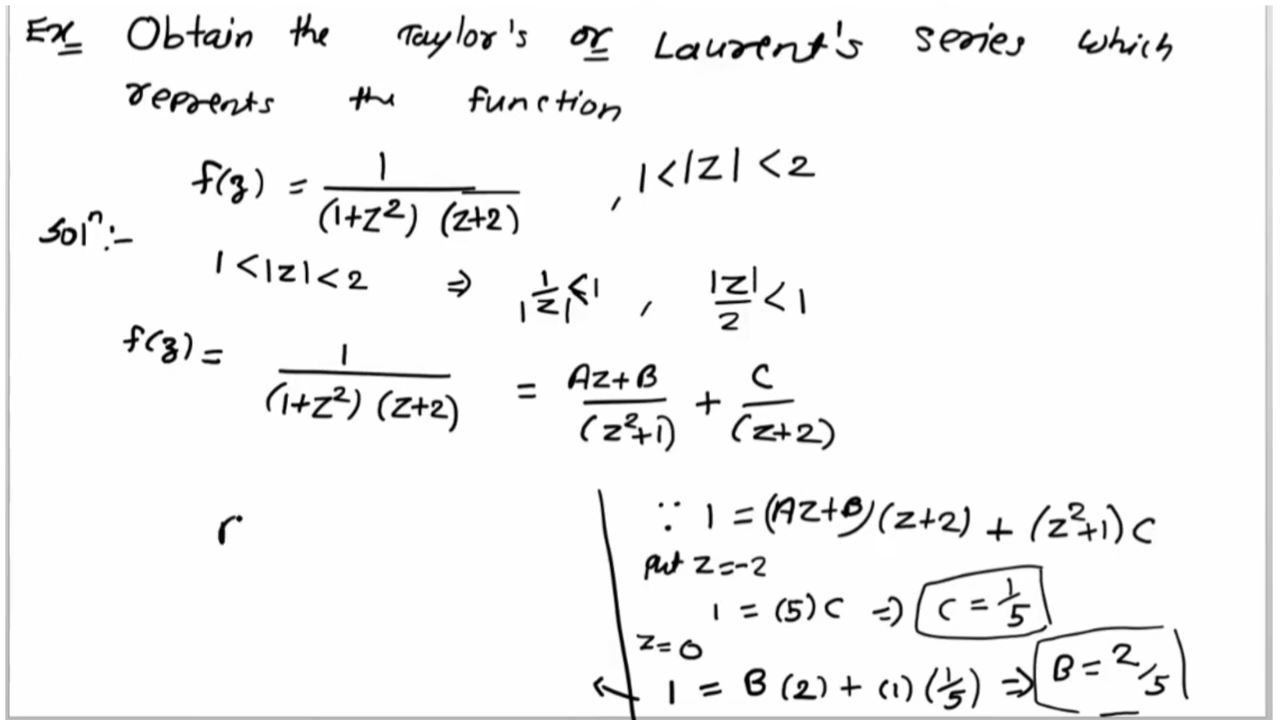 Ex Obtain the Taylor's or Laurent's series which
reprents the function
f(z) = 1/((1+z²) (z+2)) , 1<|z|<2
Solⁿ:-
1<|z|<2 ⇒ 1/|z|<1 , |z|/2<1
f(z) = 1/((1+z²) (z+2)) = (Az+B)/(z²+1) + C/(z+2)
∵ 1 = (Az+B)(z+2) + (z²+1)C
put z=-2
1 = (5)C ⇒ C = 1/5
z=0
← 1 = B(2) + (1)(1/5) ⇒ B = 2/5